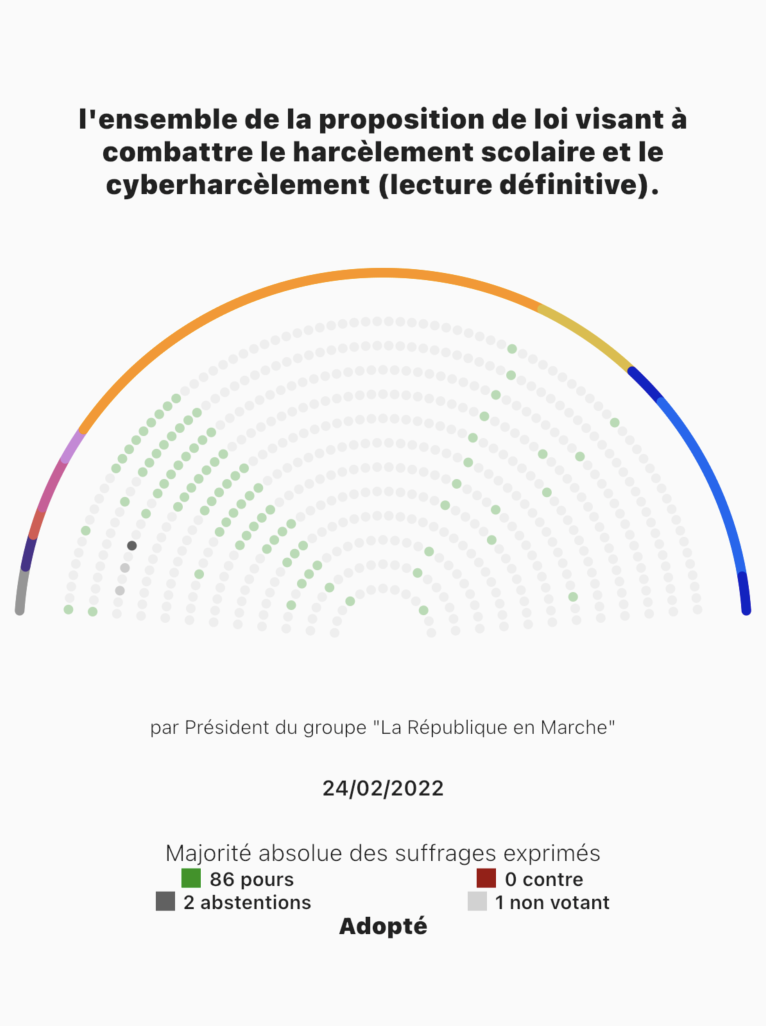 l'ensemble de la proposition de loi visant à
combattre le harcèlement scolaire et le
cyberharcèlement (lecture définitive).
par Président du groupe "La République en Marche"
24/02/2022
Majorité absolue des suffrages exprimés
86 pours
0 contre
2 abstentions
1 non votant
Adopté